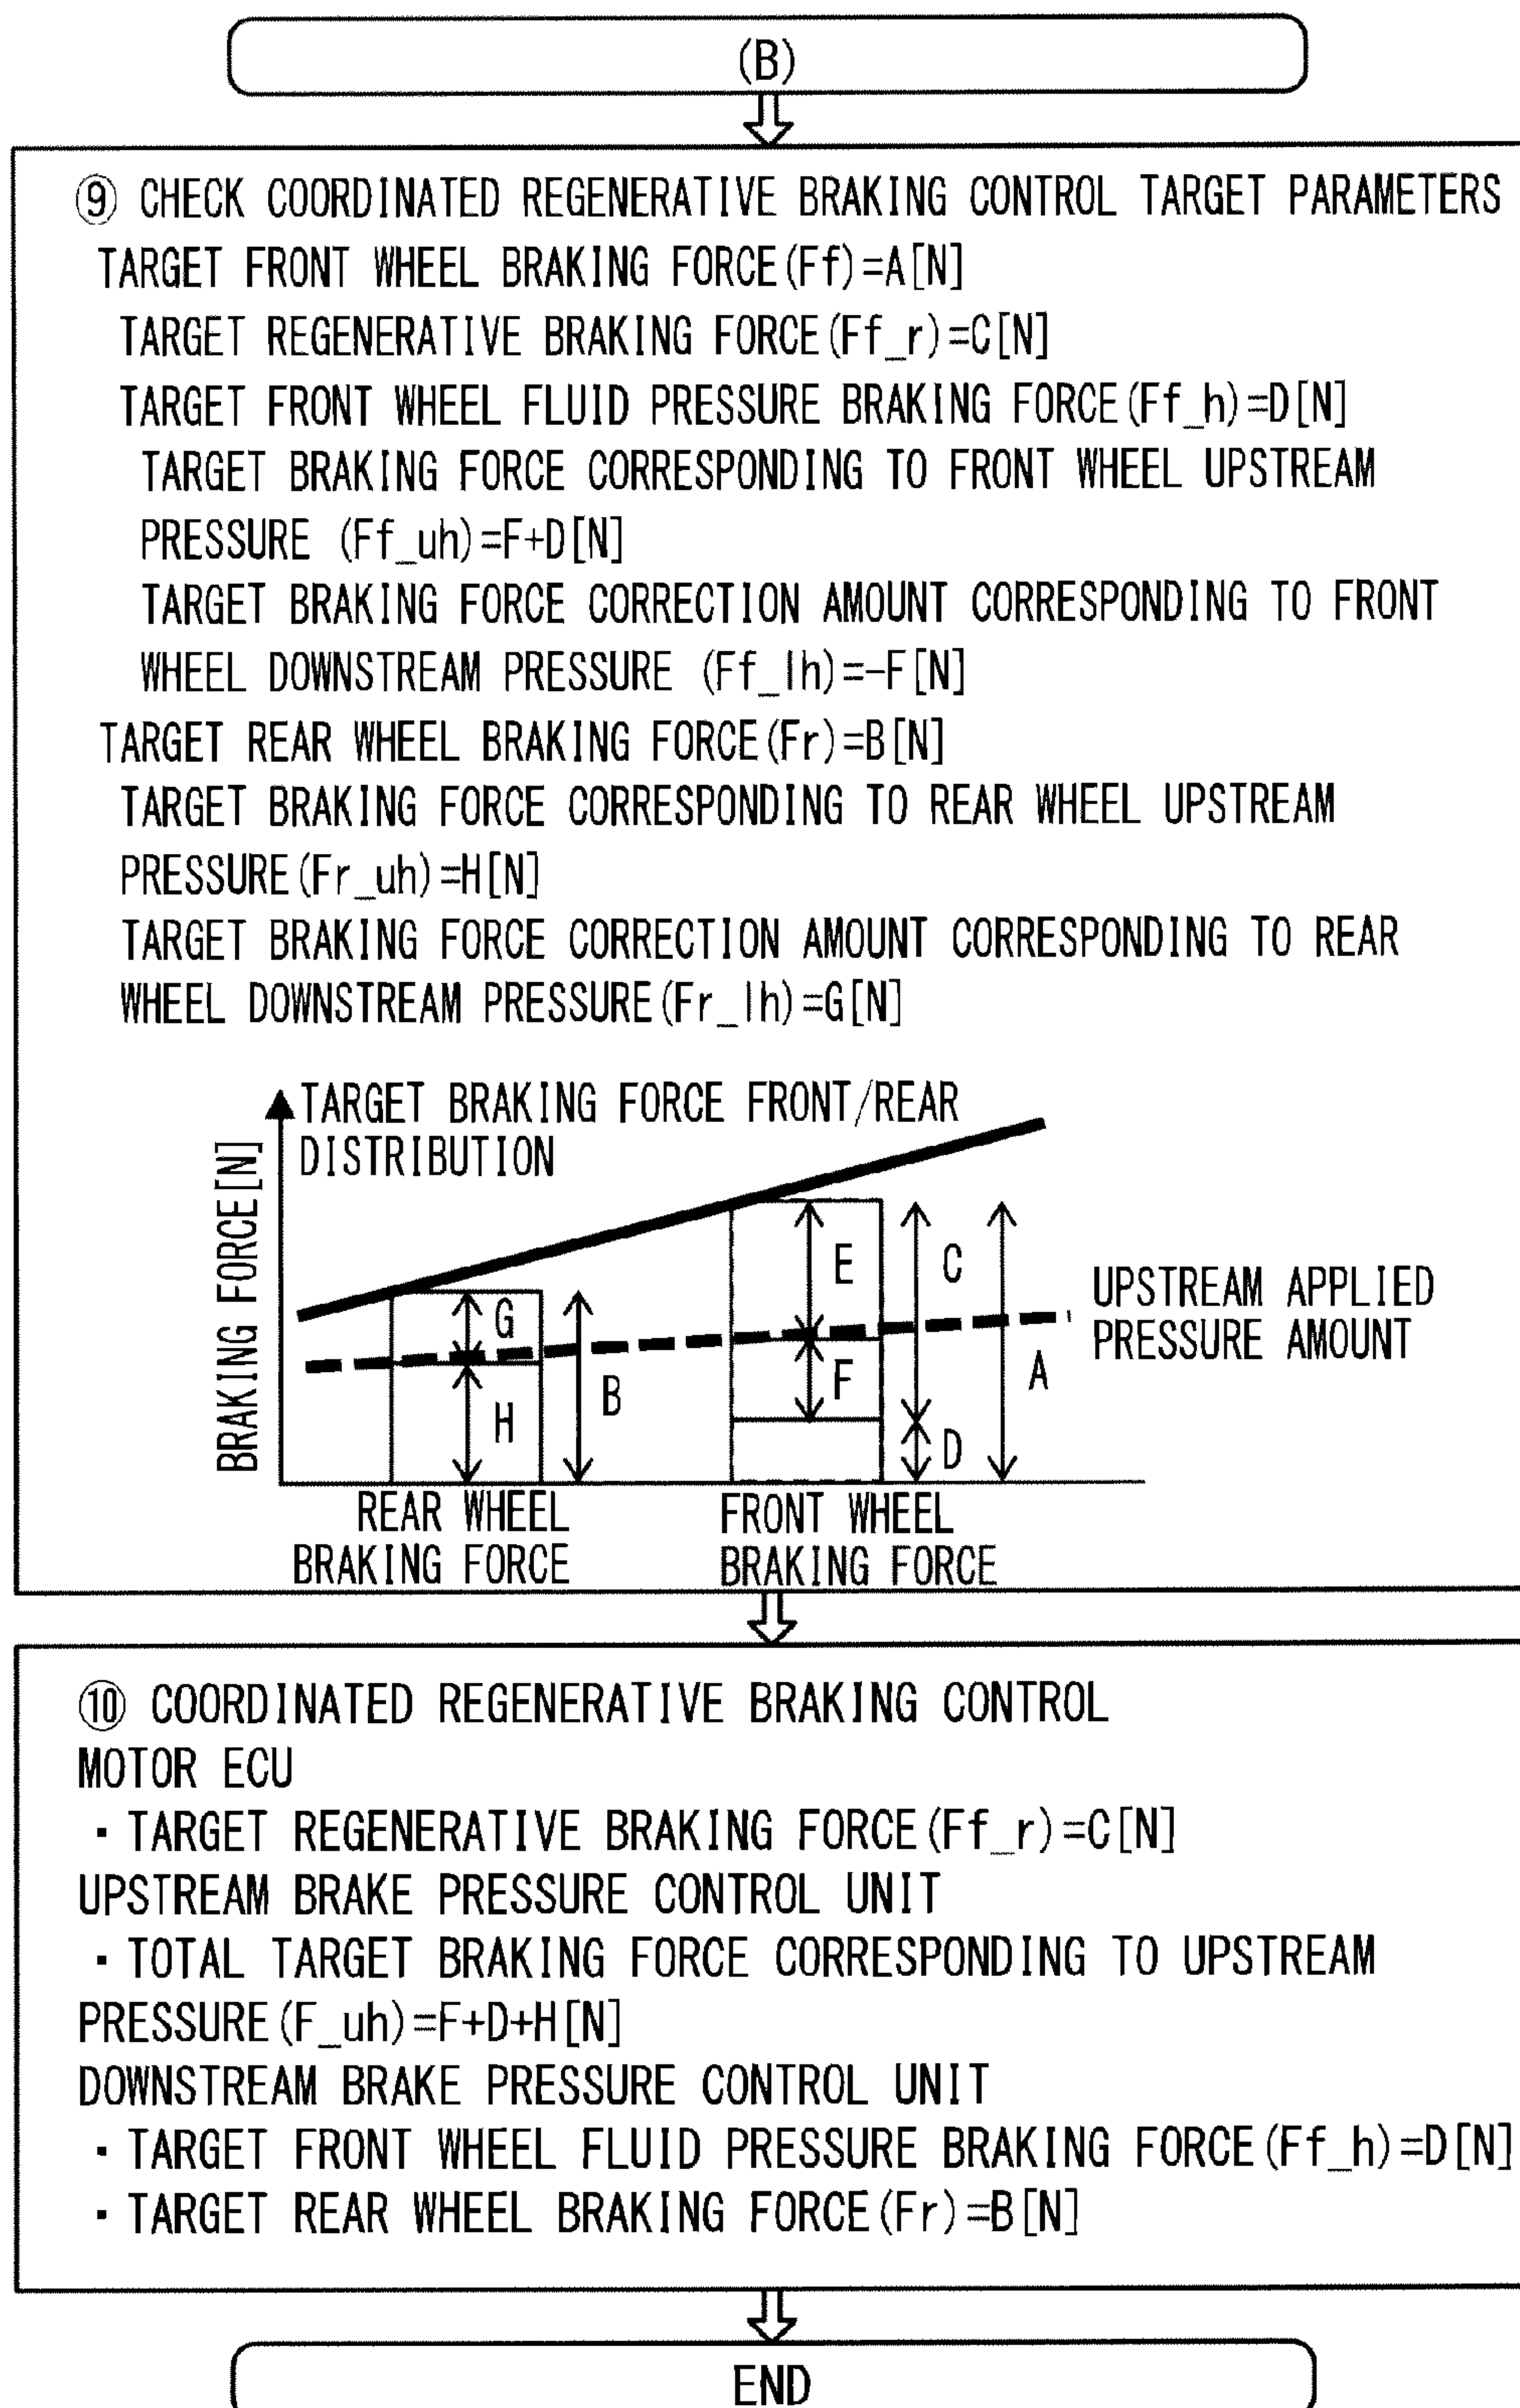 (B)
⑨ CHECK COORDINATED REGENERATIVE BRAKING CONTROL TARGET PARAMETERS
TARGET FRONT WHEEL BRAKING FORCE(Ff)=A[N]
TARGET REGENERATIVE BRAKING FORCE(Ff_r)=C[N]
TARGET FRONT WHEEL FLUID PRESSURE BRAKING FORCE(Ff_h)=D[N]
TARGET BRAKING FORCE CORRESPONDING TO FRONT WHEEL UPSTREAM
PRESSURE (Ff_uh)=F+D[N]
TARGET BRAKING FORCE CORRECTION AMOUNT CORRESPONDING TO FRONT
WHEEL DOWNSTREAM PRESSURE (Ff_lh)=-F[N]
TARGET REAR WHEEL BRAKING FORCE(Fr)=B[N]
TARGET BRAKING FORCE CORRESPONDING TO REAR WHEEL UPSTREAM
PRESSURE(Fr_uh)=H[N]
TARGET BRAKING FORCE CORRECTION AMOUNT CORRESPONDING TO REAR
WHEEL DOWNSTREAM PRESSURE(Fr_lh)=G[N]
TARGET BRAKING FORCE FRONT/REAR
DISTRIBUTION
BRAKING FORCE[N]
G
H
B
E
F
C
D
A
UPSTREAM APPLIED
PRESSURE AMOUNT
REAR WHEEL
BRAKING FORCE
FRONT WHEEL
BRAKING FORCE
⑩ COORDINATED REGENERATIVE BRAKING CONTROL
MOTOR ECU
・TARGET REGENERATIVE BRAKING FORCE(Ff_r)=C[N]
UPSTREAM BRAKE PRESSURE CONTROL UNIT
・TOTAL TARGET BRAKING FORCE CORRESPONDING TO UPSTREAM
PRESSURE(F_uh)=F+D+H[N]
DOWNSTREAM BRAKE PRESSURE CONTROL UNIT
・TARGET FRONT WHEEL FLUID PRESSURE BRAKING FORCE(Ff_h)=D[N]
・TARGET REAR WHEEL BRAKING FORCE(Fr)=B[N]
END